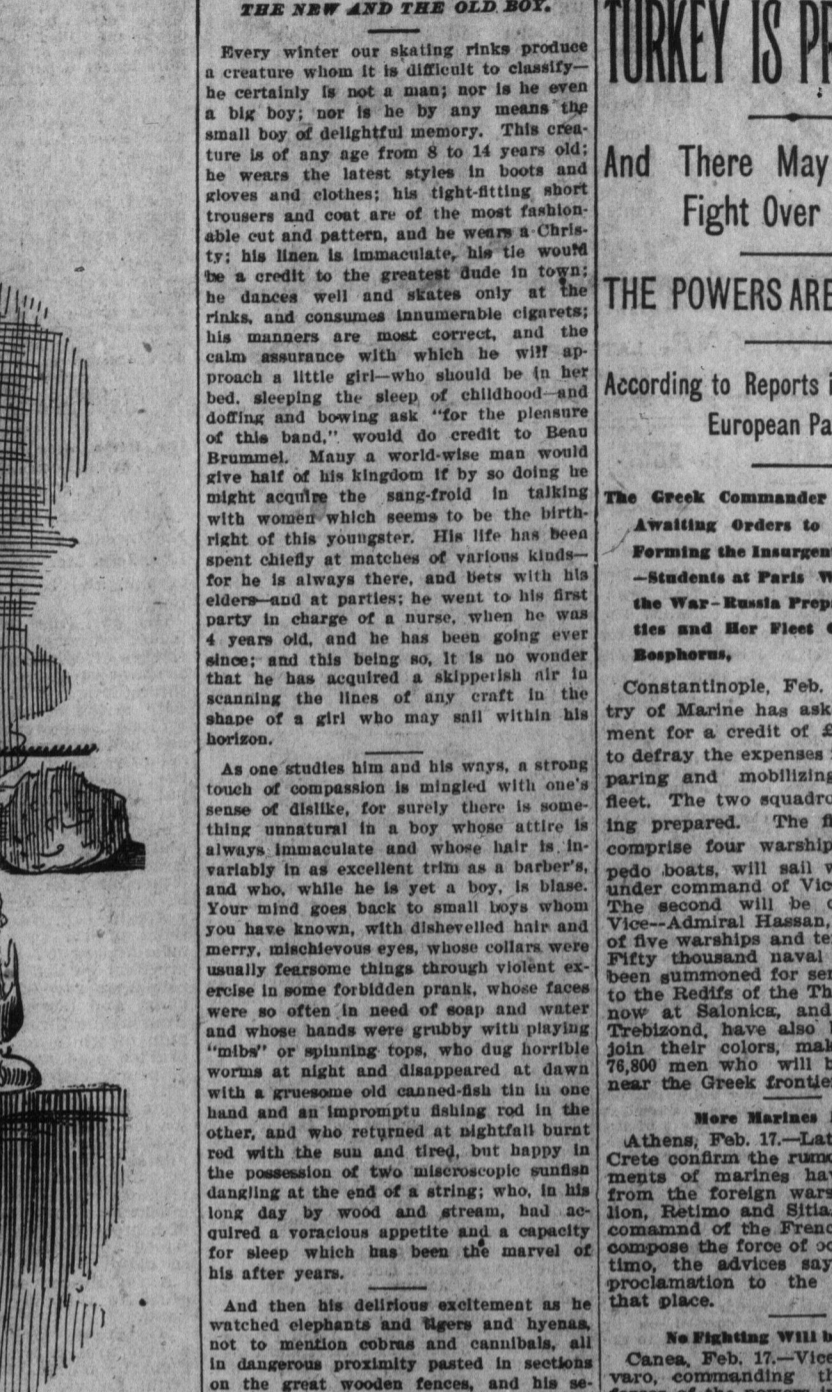 THE NEW AND THE OLD BOY.
Every winter our skating rinks produce
a creature whom it is difficult to classify—
he certainly is not a man; nor is he even
a big boy; nor is he by any means the
small boy of delightful memory. This crea-
ture is of any age from 8 to 14 years old;
he wears the latest styles in boots and
gloves and clothes; his tight-fitting short
trousers and coat are of the most fashion-
able cut and pattern, and he wears a Chris-
ty; his linen is immaculate, his tie would
be a credit to the greatest dude in town;
he dances well and skates only at the
rinks, and consumes innumerable cigarets;
his manners are most correct, and the
calm assurance with which he will ap-
proach a little girl—who should be in her
bed, sleeping the sleep of childhood—and
doffing and bowing ask "for the pleasure
of this band," would do credit to Beau
Brummel. Many a world-wise man would
give half of his kingdom if by so doing he
might acquire the sang-froid in talking
with women which seems to be the birth-
right of this youngster. His life has been
spent chiefly at matches of various kinds—
for he is always there, and bets with his
elders—and at parties; he went to his first
party in charge of a nurse, when he was
4 years old, and he has been going ever
since; and this being so, it is no wonder
that he has acquired a skipperish air in
scanning the lines of any craft in the
shape of a girl who may sail within his
horizon.
As one studies him and his ways, a strong
touch of compassion is mingled with one's
sense of dislike, for surely there is some-
thing unnatural in a boy whose attire is
always immaculate and whose hair is in-
variably in as excellent trim as a barber's,
and who, while he is yet a boy, is blase.
Your mind goes back to small boys whom
you have known, with dishevelled hair and
merry, mischievous eyes, whose collars were
usually fearsome things through violent ex-
ercise in some forbidden prank, whose faces
were so often in need of soap and water
and whose hands were grubby with playing
"mibs" or spinning tops, who dug horrible
worms at night and disappeared at dawn
with a gruesome old canned-fish tin in one
hand and an impromptu fishing rod in the
other, and who returned at nightfall burnt
red with the sun and tired, but happy in
the possession of two miscroscopic sunfish
dangling at the end of a string; who, in his
long day by wood and stream, had ac-
quired a voracious appetite and a capacity
for sleep which has been the marvel of
his after years.
And then his delirious excitement as he
watched elephants and tigers and hyenas,
not to mention cobras and cannibals, all
in dangerous proximity pasted in sections
on the great wooden fences, and his se-
TURKEY IS
And There May
Fight Over
THE POWERS ARE
According to Reports
European
The Greek Commander
Awaiting Orders to
Forming the
—Students at Paris
the War—Russia
ties and Her Fleet
Bosphorus.
Constantinople, Feb.
try of Marine has
ment for a credit of £
to defray the expenses
paring and mobilizing
fleet. The two
ing prepared. The
comprise four
pedo boats, will sail
under command of
The second will be
Vice--Admiral Hassan,
of five warships and
Fifty thousand naval
been summoned for
to the Redifs of the
now at Salonica, and
Trebizond, have also
join their colors,
76,800 men who will
near the Greek
More Marines
Athens, Feb. 17.—
Crete confirm the
ments of marines
from the foreign
lion, Retimo and Sitia.
comamnd of the
compose the force of
timo, the advices say
proclamation to the
that place.
No Fighting Will
Canea, Feb. 17.—Vice
varo, commanding